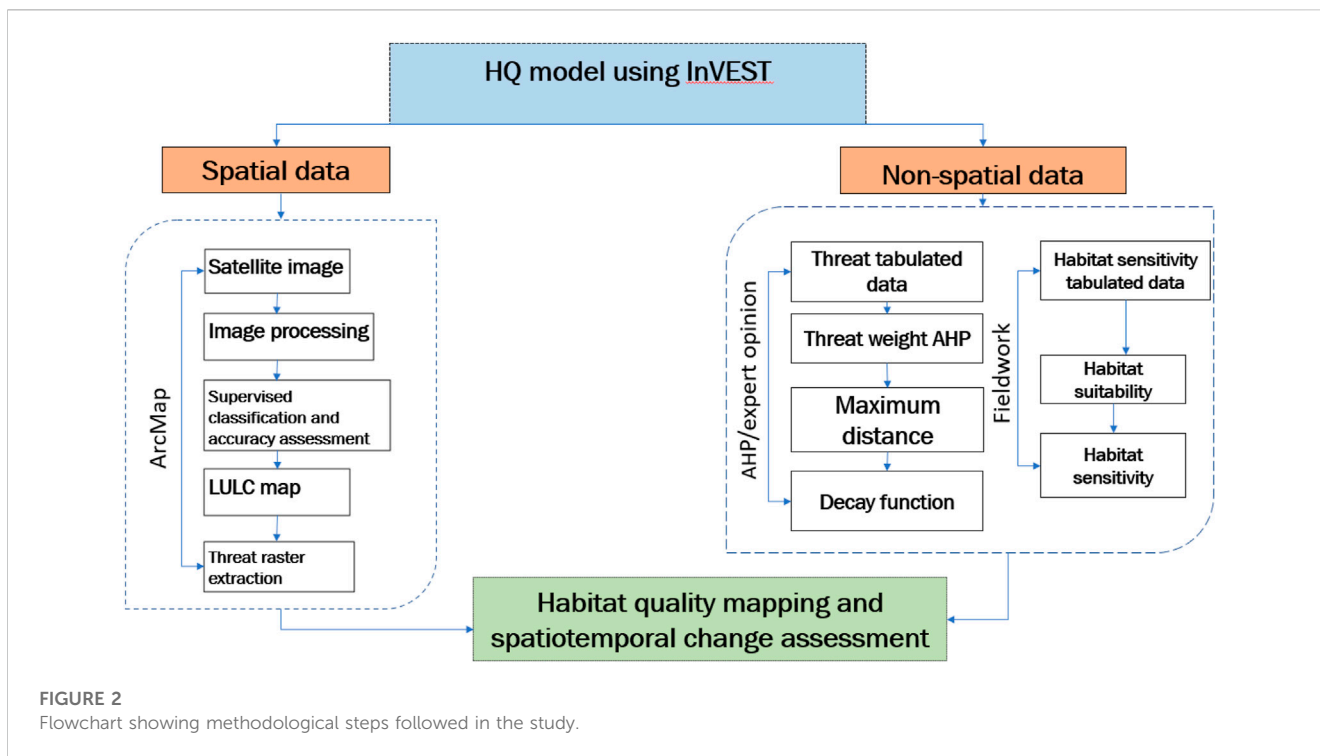 HQ model using InVEST
Spatial data
Non-spatial data
ArcMap
Satellite image
Image processing
Supervised
classification and
accuracy assessment
LULC map
Threat raster
extraction
AHP/expert opinion
Threat tabulated
data
Threat weight AHP
Maximum
distance
Decay function
Fieldwork
Habitat sensitivity
tabulated data
Habitat
suitability
Habitat
sensitivity
Habitat quality mapping and
spatiotemporal change assessment
FIGURE 2
Flowchart showing methodological steps followed in the study.